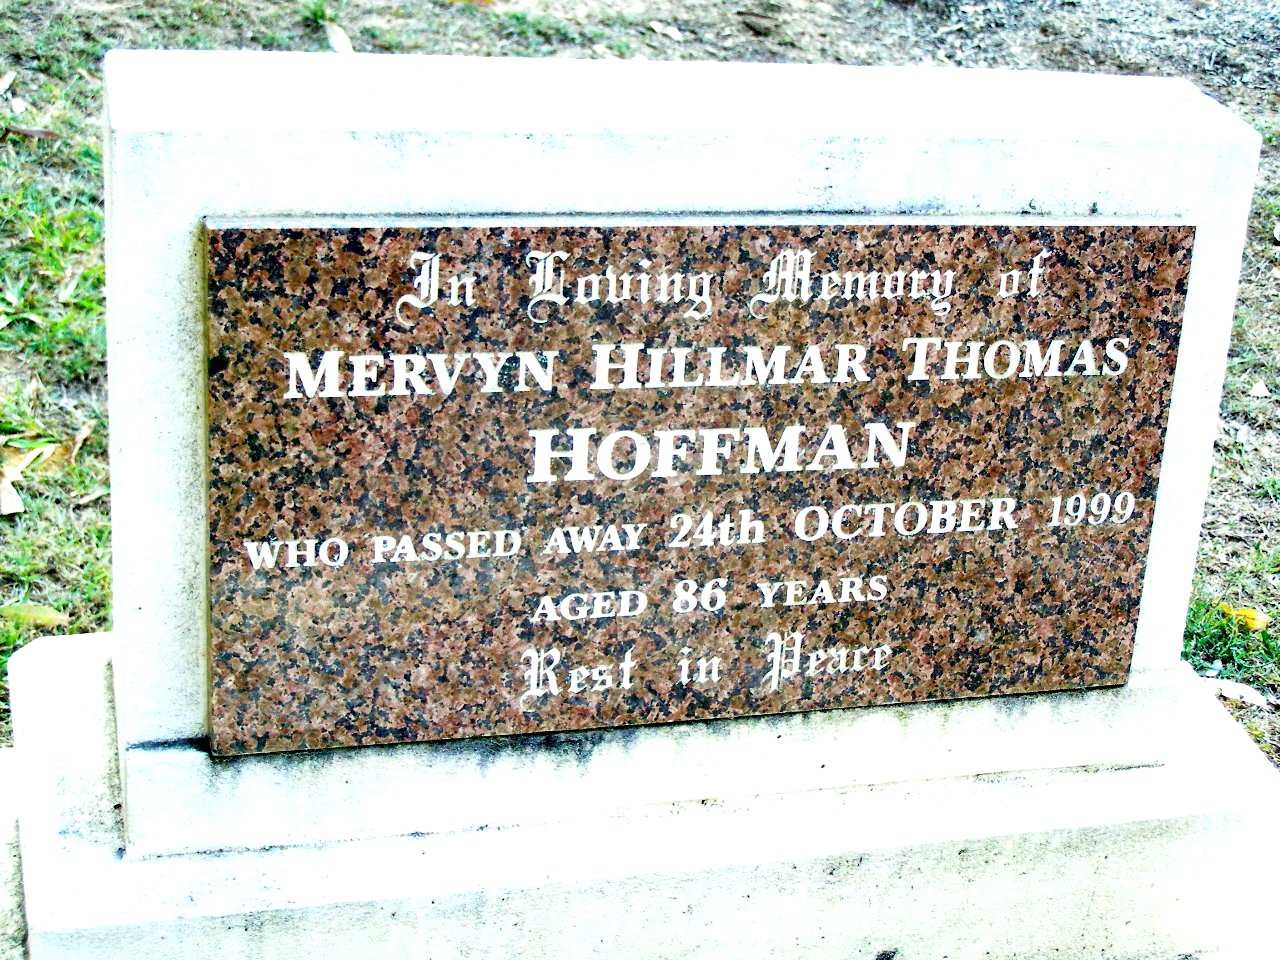 In Loving Memory of
MERVYN HILLMAR THOMAS
HOFFMAN
WHO PASSED AWAY 24th OCTOBER 1999
AGED 86 YEARS
Rest in Peace